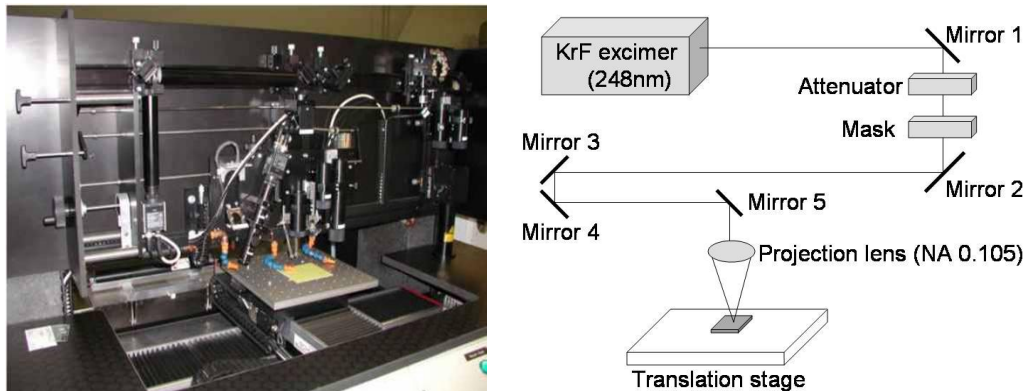 KrF excimer
(248nm)
Mirror 1
Attenuator
Mask
Mirror 3
Mirror 2
Mirror 4
Mirror 5
Projection lens (NA 0.105)
Translation stage